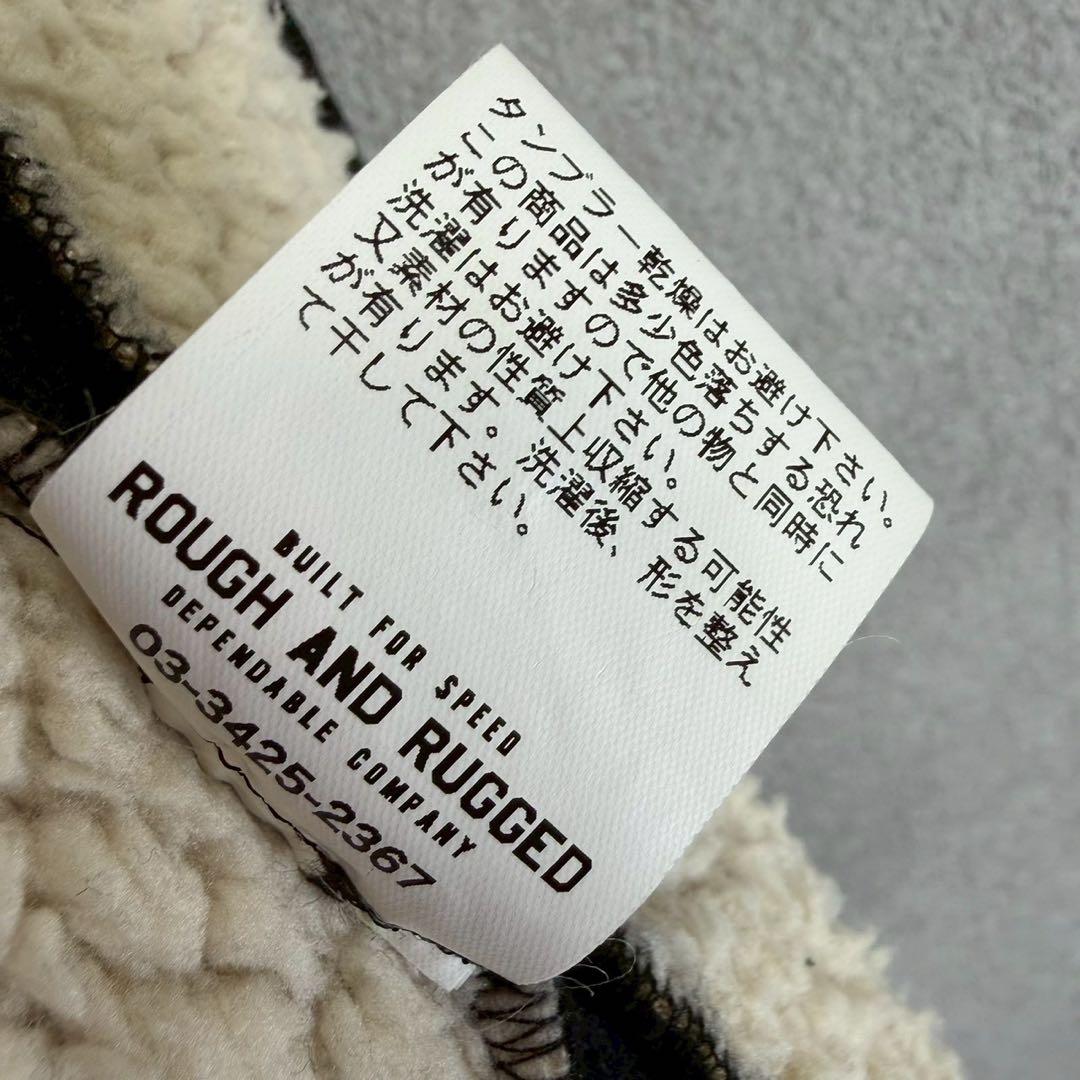 タンブラー乾燥はお避け下さい。
この商品は多少色落ちする恐れ
が有りますので他の物と同時に
洗濯はお避け下さい。
又素材の性質上収縮する可能性
が有ります。洗濯後、形を整え
て干して下さい。
BUILT FOR SPEED
ROUGH AND RUGGED
DEPENDABLE COMPANY
03-3425-2367